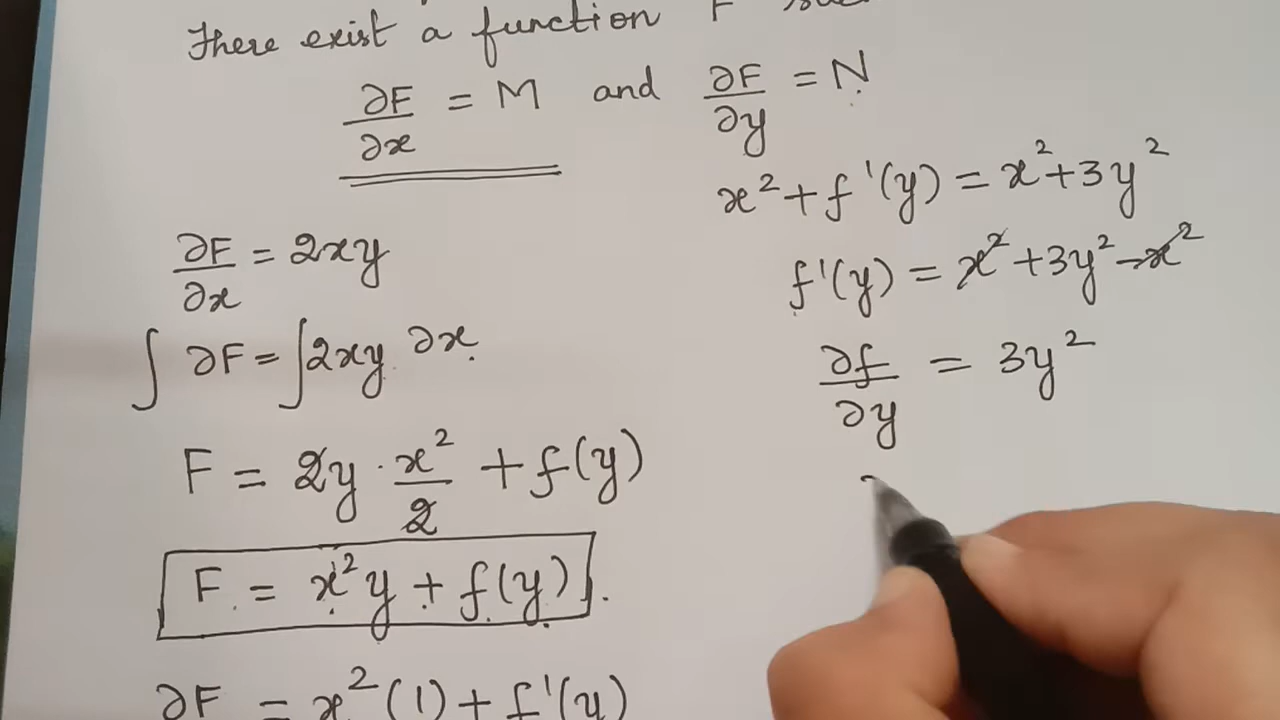 There exist a function F
∂F/∂x = M and ∂F/∂y = N
∂F/∂x = 2xy
∫ ∂F = ∫2xy ∂x.
F = 2y · x²/2 + f(y)
F = x²y + f(y).
∂F = x²(1) + f'(y)
x² + f'(y) = x² + 3y²
f'(y) = x² + 3y² - x²
∂f/∂y = 3y²